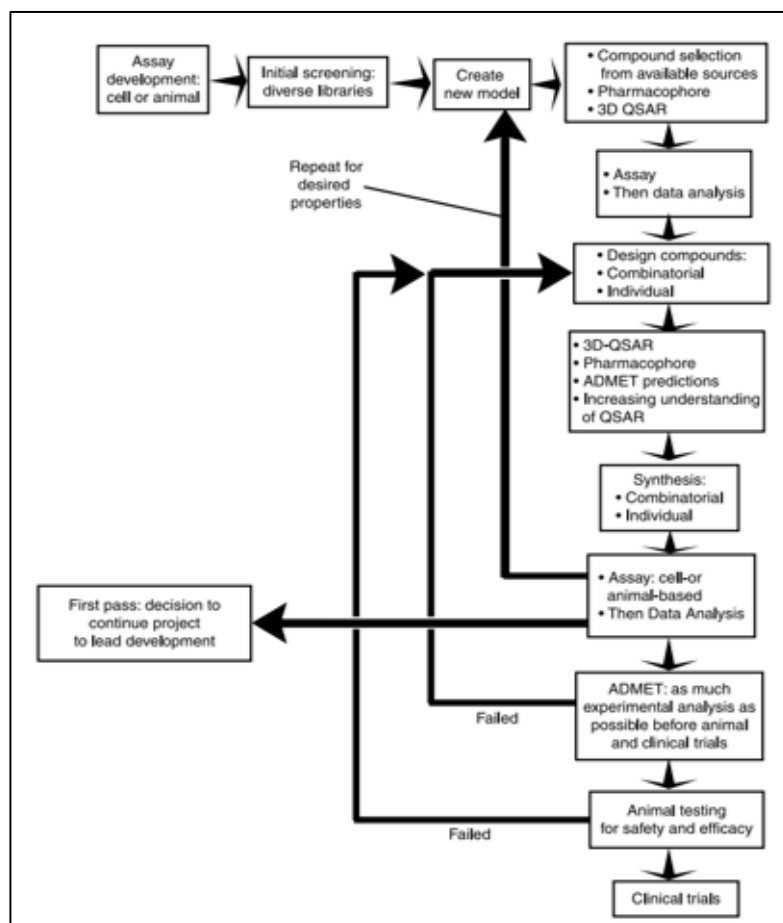 Assay
development:
cell or animal
Initial screening:
diverse libraries
Create
new model
• Compound selection
from available sources
• Pharmacophore
• 3D QSAR
Repeat for
desired
properties
• Assay
• Then data analysis
• Design compounds:
• Combinatorial
• Individual
• 3D-QSAR
• Pharmacophore
• ADMET predictions
• Increasing understanding
of QSAR
Synthesis:
• Combinatorial
• Individual
• Assay: cell-or
animal-based
• Then Data Analysis
First pass: decision to
continue project
to lead development
ADMET: as much
experimental analysis as
possible before animal
and clinical trials
Failed
Animal testing
for safety and efficacy
Failed
Clinical trials